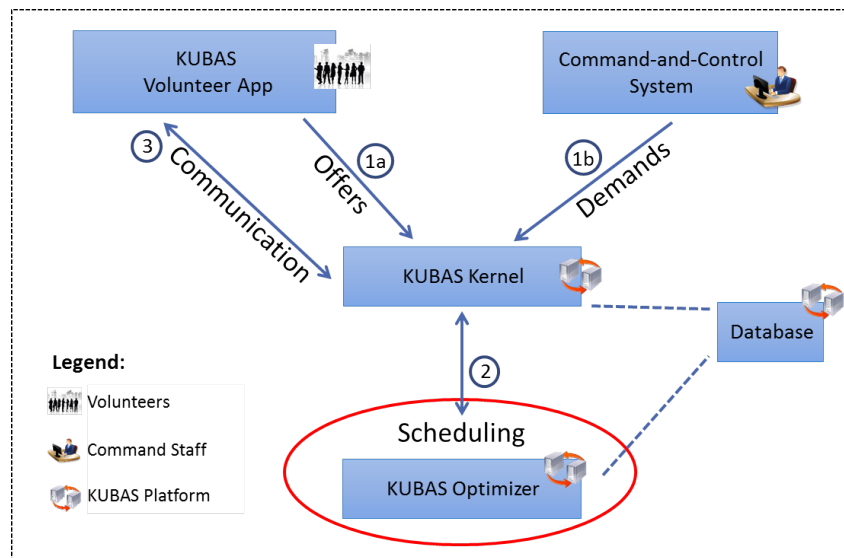 KUBAS
Volunteer App
Command-and-Control
System
3
Communication
1a
Offers
1b
Demands
KUBAS Kernel
Database
2
Legend:
Volunteers
Command Staff
KUBAS Platform
Scheduling
KUBAS Optimizer